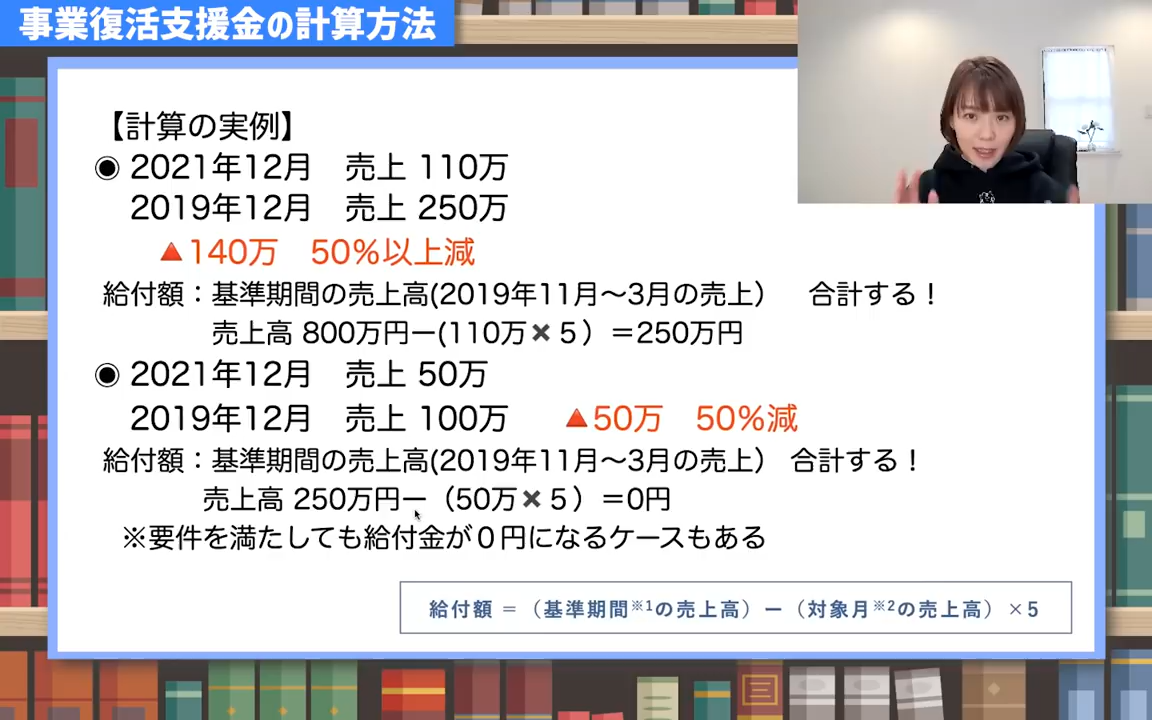 事業復活支援金の計算方法
【計算の実例】
◉ 2021年12月　売上 110万
2019年12月　売上 250万
🔺140万　50%以上減
給付額：基準期間の売上高(2019年11月～3月の売上）　合計する！
売上高 800万円ー(110万✖️５）＝250万円
◉ 2021年12月　売上 50万
2019年12月　売上 100万　🔺50万　50%減
給付額：基準期間の売上高(2019年11月～3月の売上）　合計する！
売上高 250万円ー（50万✖️５）＝0円
※要件を満たしても給付金が０円になるケースもある
給付額 ＝（基準期間※1の売上高）ー（対象月※2の売上高）×5